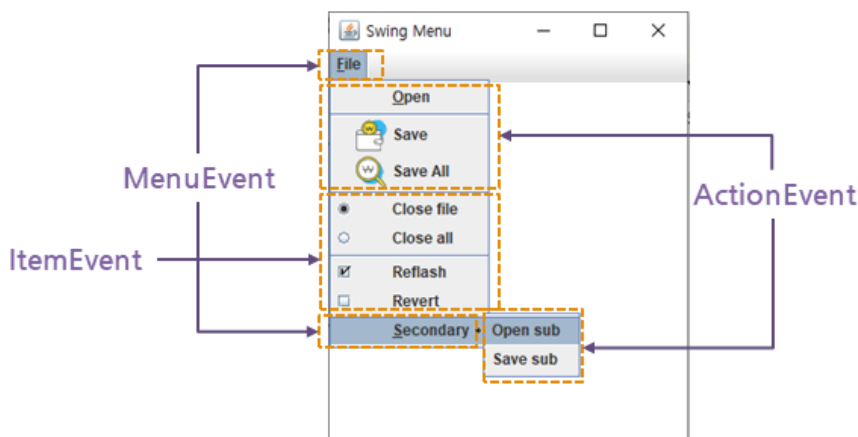 Swing Menu
File
Open
Save
Save All
MenuEvent
ActionEvent
Close file
Close all
ItemEvent
Reflash
Revert
Secondary
Open sub
Save sub